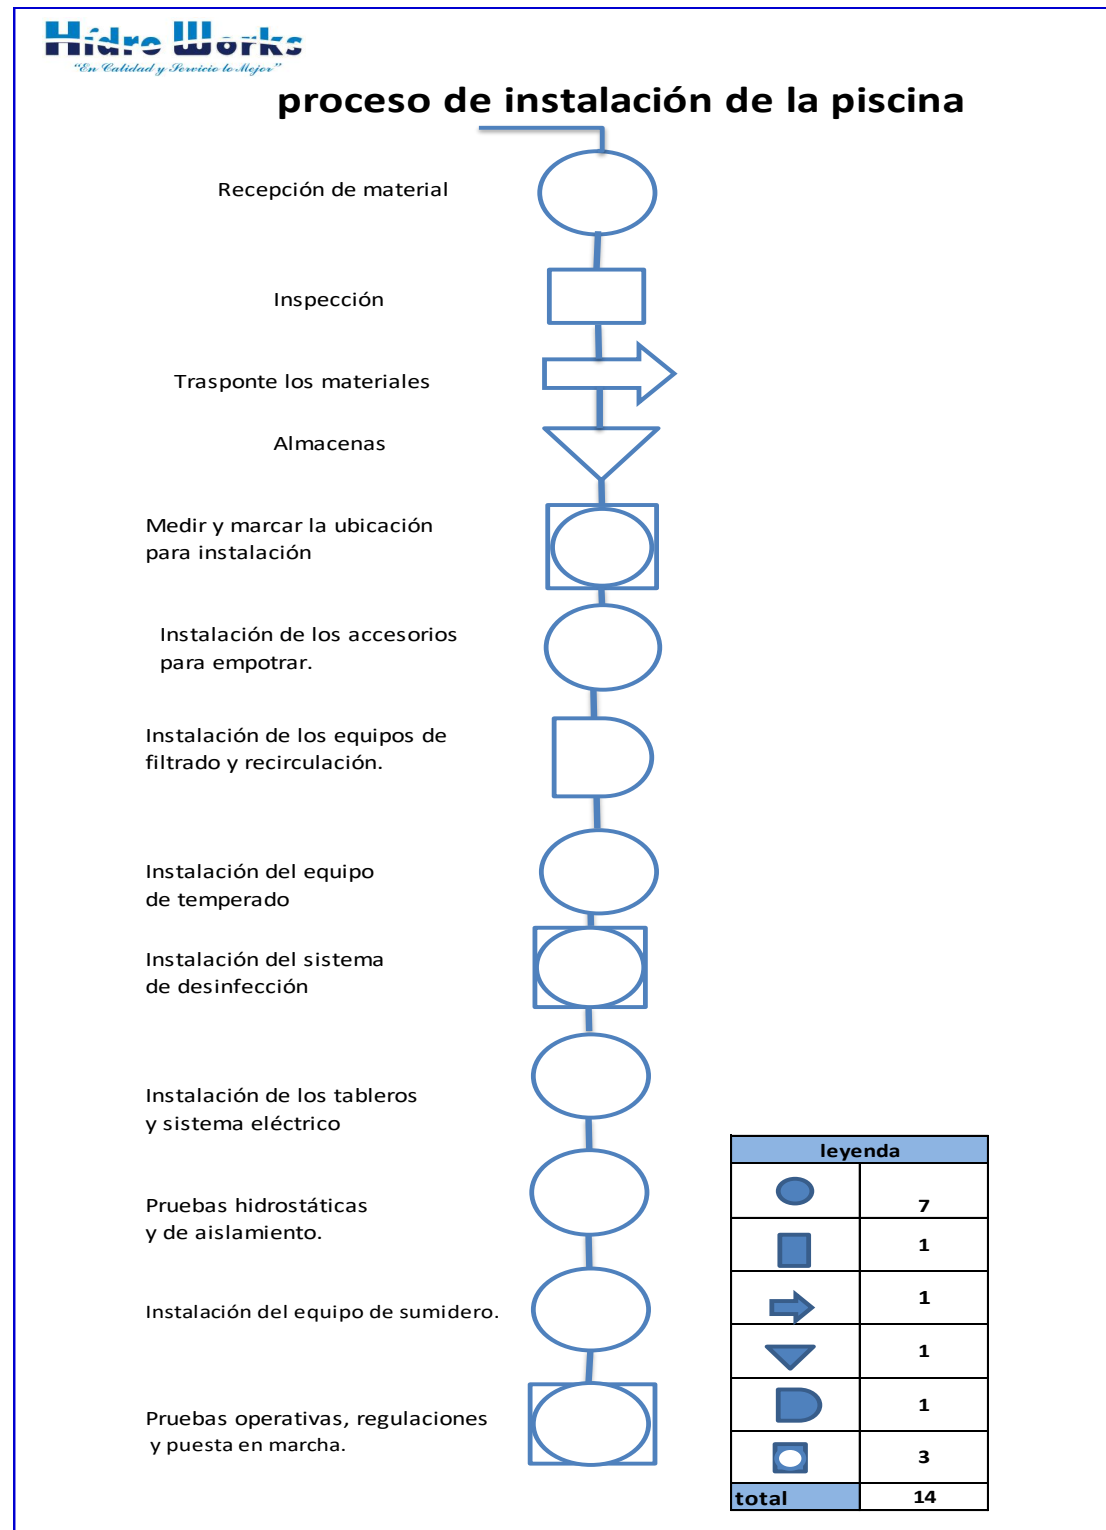 Hidro Works
“En Calidad y Servicio lo Mejor”
proceso de instalación de la piscina
Recepción de material
Inspección
Trasponte los materiales
Almacenas
Medir y marcar la ubicación
para instalación
Instalación de los accesorios
para empotrar.
Instalación de los equipos de
filtrado y recirculación.
Instalación del equipo
de temperado
Instalación del sistema
de desinfección
Instalación de los tableros
y sistema eléctrico
Pruebas hidrostáticas
y de aislamiento.
Instalación del equipo de sumidero.
Pruebas operativas, regulaciones
y puesta en marcha.
leyenda
7
1
1
1
1
3
total 14